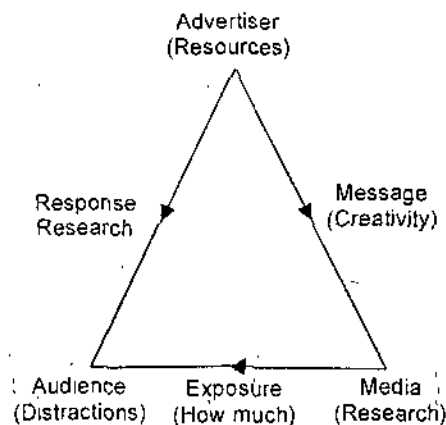 Advertiser
(Resources)
Response
Research
Message
(Creativity)
Audience
(Distractions)
Exposure
(How much)
Media
(Research)